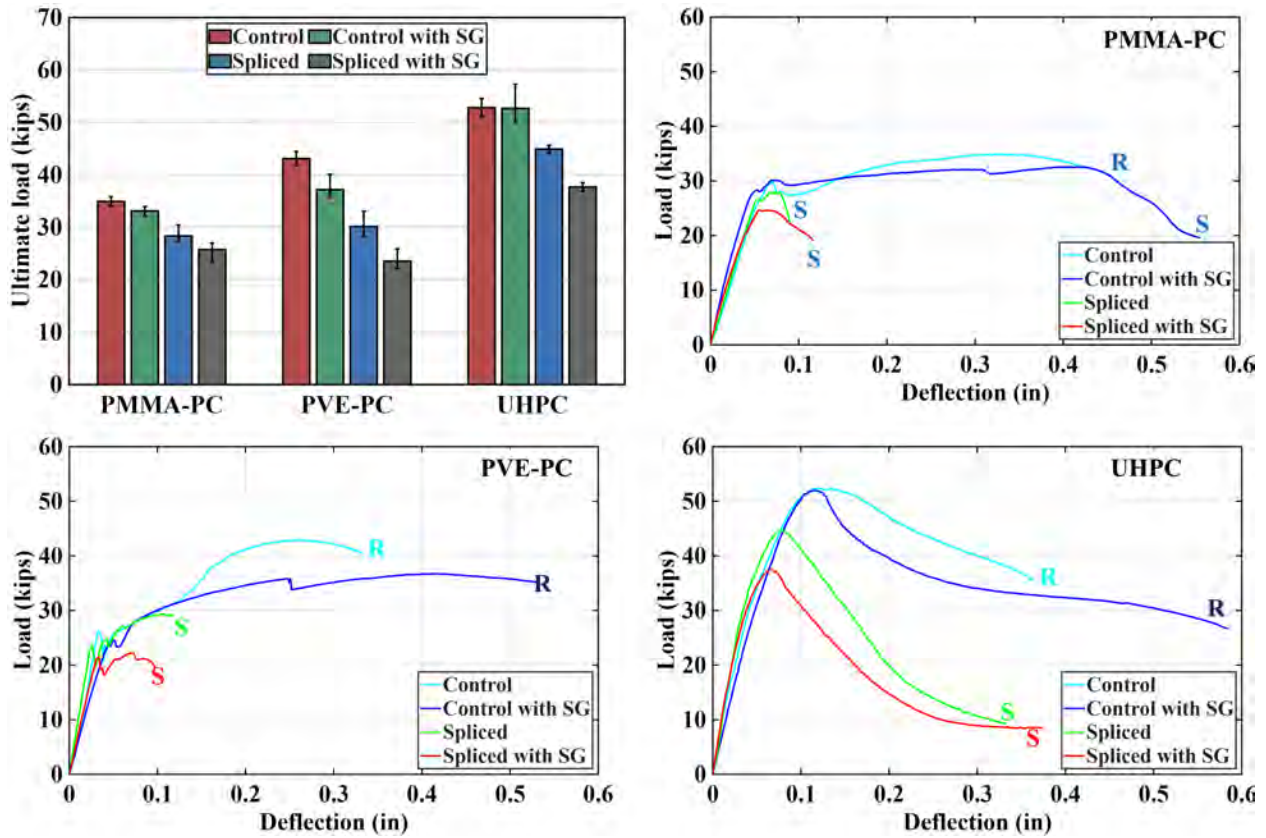 70
60
50
40
30
20
10
0
Ultimate load (kips)
Control
Control with SG
Spliced
Spliced with SG
PMMA-PC
PVE-PC
UHPC
60
50
40
30
20
10
0
Load (kips)
PMMA-PC
R
S
S
S
Control
Control with SG
Spliced
Spliced with SG
0
0.1
0.2
0.3
0.4
0.5
0.6
Deflection (in)
60
50
40
30
20
10
0
Load (kips)
PVE-PC
R
R
S
S
Control
Control with SG
Spliced
Spliced with SG
0
0.1
0.2
0.3
0.4
0.5
0.6
Deflection (in)
60
50
40
30
20
10
0
Load (kips)
UHPC
R
R
S
S
Control
Control with SG
Spliced
Spliced with SG
0
0.1
0.2
0.3
0.4
0.5
0.6
Deflection (in)